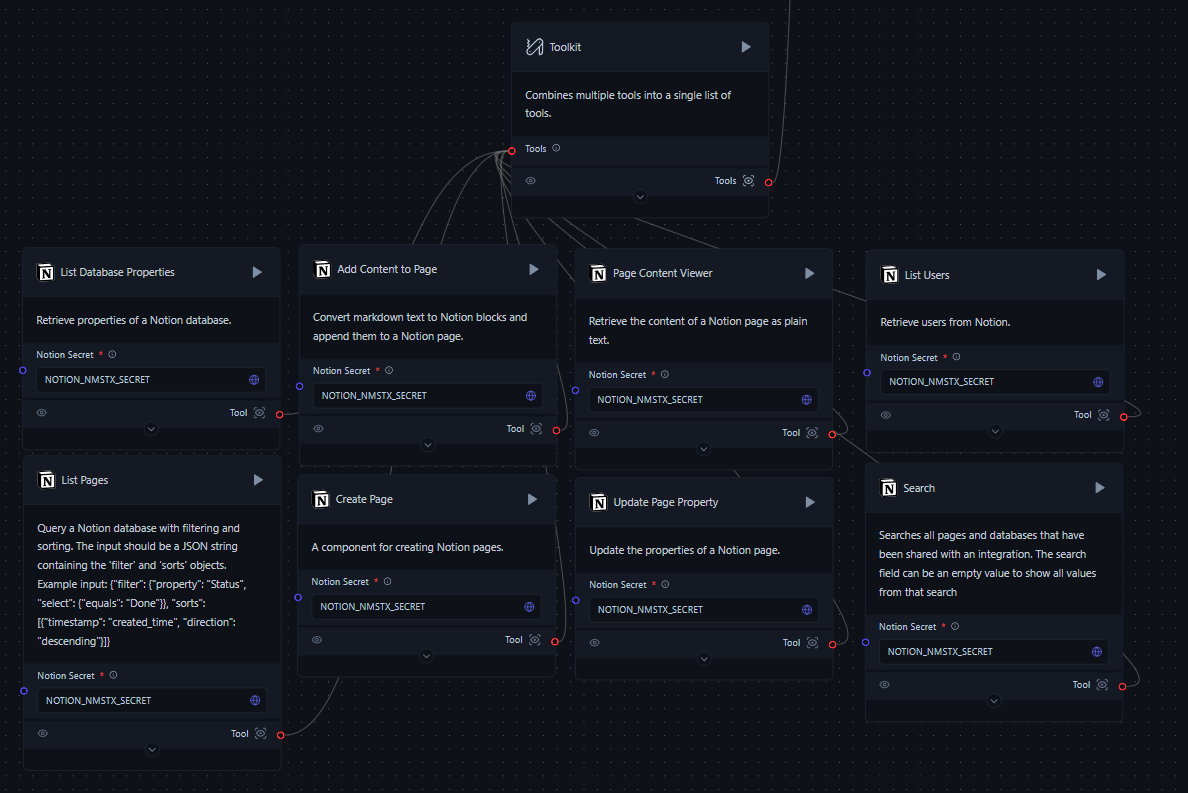 Toolkit
Combines multiple tools into a single list of
tools.
Tools
Tools
List Database Properties
Retrieve properties of a Notion database.
Notion Secret *
NOTION_NMSTX_SECRET
Tool
Add Content to Page
Convert markdown text to Notion blocks and
append them to a Notion page.
Notion Secret *
NOTION_NMSTX_SECRET
Tool
Page Content Viewer
Retrieve the content of a Notion page as plain
text.
Notion Secret *
NOTION_NMSTX_SECRET
Tool
List Users
Retrieve users from Notion.
Notion Secret *
NOTION_NMSTX_SECRET
Tool
List Pages
Query a Notion database with filtering and
sorting. The input should be a JSON string
containing the 'filter' and 'sorts' objects.
Example input: {"filter": {"property": "Status",
"select": {"equals": "Done"}}, "sorts":
[{"timestamp": "created_time", "direction":
"descending"}]}
Notion Secret *
NOTION_NMSTX_SECRET
Tool
Create Page
A component for creating Notion pages.
Notion Secret *
NOTION_NMSTX_SECRET
Tool
Update Page Property
Update the properties of a Notion page.
Notion Secret *
NOTION_NMSTX_SECRET
Tool
Search
Searches all pages and databases that have
been shared with an integration. The search
field can be an empty value to show all values
from that search
Notion Secret *
NOTION_NMSTX_SECRET
Tool